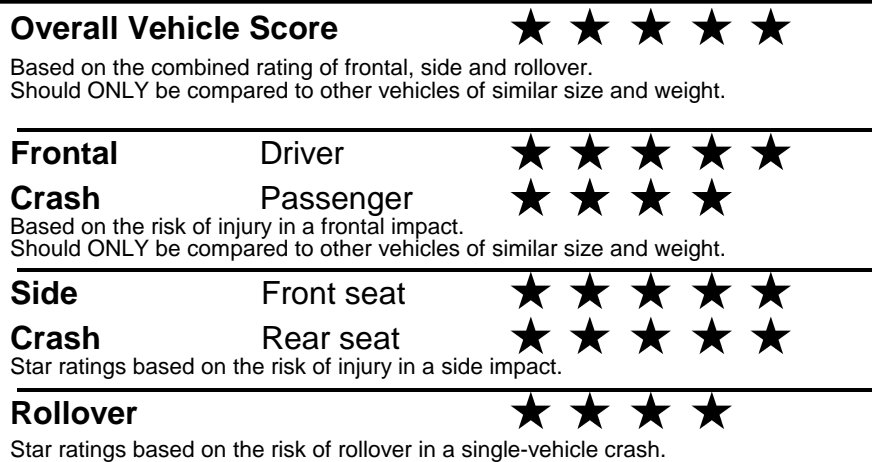 Overall Vehicle Score ★ ★ ★ ★ ★
Based on the combined rating of frontal, side and rollover.
Should ONLY be compared to other vehicles of similar size and weight.
Frontal Driver ★ ★ ★ ★ ★
Crash Passenger ★ ★ ★ ★
Based on the risk of injury in a frontal impact.
Should ONLY be compared to other vehicles of similar size and weight.
Side Front seat ★ ★ ★ ★ ★
Crash Rear seat ★ ★ ★ ★ ★
Star ratings based on the risk of injury in a side impact.
Rollover ★ ★ ★ ★
Star ratings based on the risk of rollover in a single-vehicle crash.